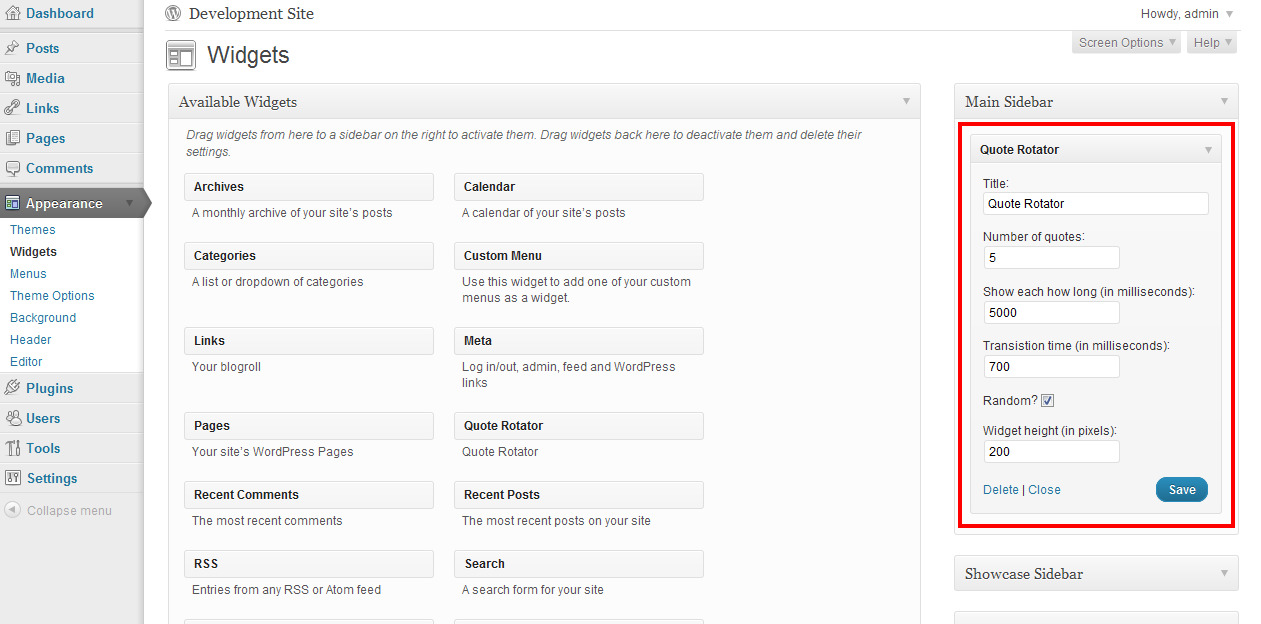 Dashboard
Posts
Media
Links
Pages
Comments
Appearance
Themes
Widgets
Menus
Theme Options
Background
Header
Editor
Plugins
Users
Tools
Settings
Collapse menu
Development Site
Howdy, admin
Screen Options
Help
Widgets
Available Widgets
Drag widgets from here to a sidebar on the right to activate them. Drag widgets back here to deactivate them and delete their
settings.
Archives
A monthly archive of your site's posts
Calendar
A calendar of your site's posts
Categories
A list or dropdown of categories
Custom Menu
Use this widget to add one of your custom
menus as a widget.
Links
Your blogroll
Meta
Log in/out, admin, feed and WordPress
links
Pages
Your site's WordPress Pages
Quote Rotator
Quote Rotator
Recent Comments
The most recent comments
Recent Posts
The most recent posts on your site
RSS
Entries from any RSS or Atom feed
Search
A search form for your site
Main Sidebar
Quote Rotator
Title:
Quote Rotator
Number of quotes:
5
Show each how long (in milliseconds):
5000
Transistion time (in milliseconds):
700
Random?
Widget height (in pixels):
200
Delete | Close
Save
Showcase Sidebar